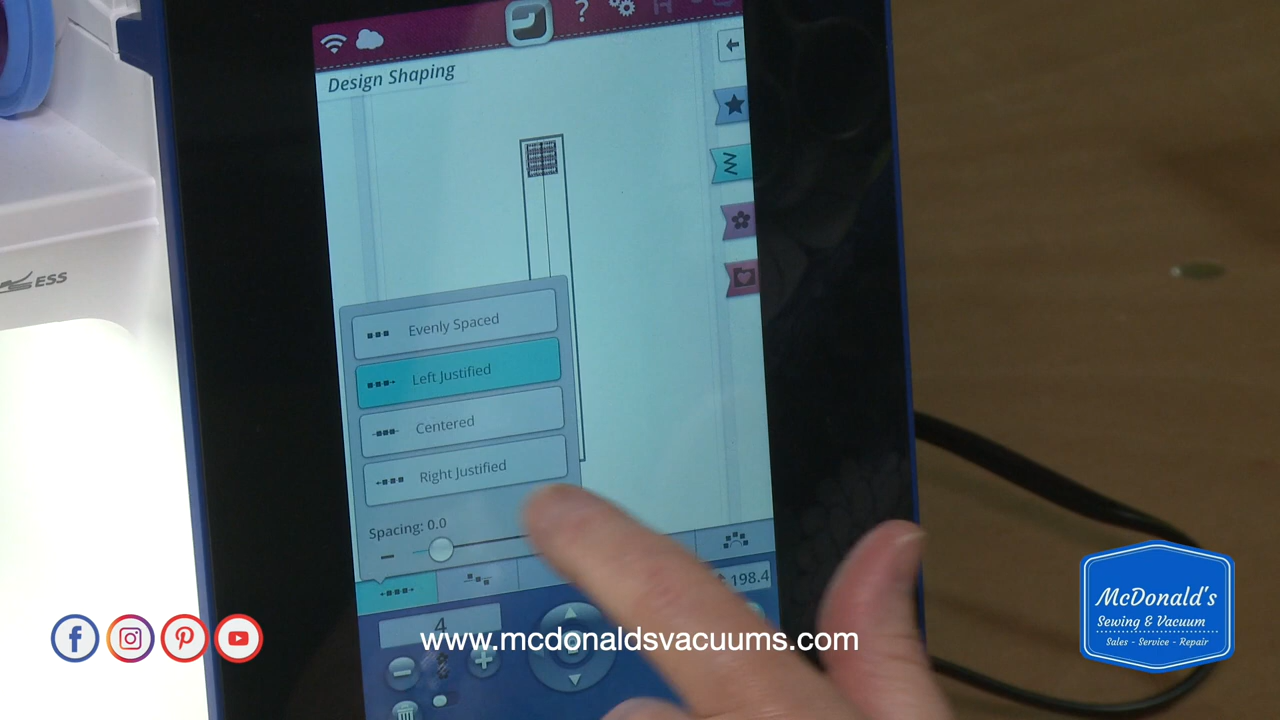 Design Shaping
Evenly Spaced
Left Justified
Centered
Right Justified
Spacing: 0.0
198.4
4
ESS
www.mcdonaldsvacuums.com
McDonald's
Sewing & Vacuum
Sales - Service - Repair